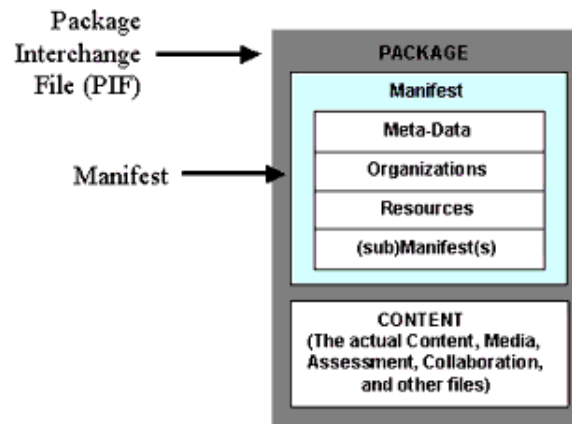 Package
Interchange
File (PIF)
Manifest
PACKAGE
Manifest
Meta-Data
Organizations
Resources
(sub)Manifest(s)
CONTENT
(The actual Content, Media,
Assessment, Collaboration,
and other files)